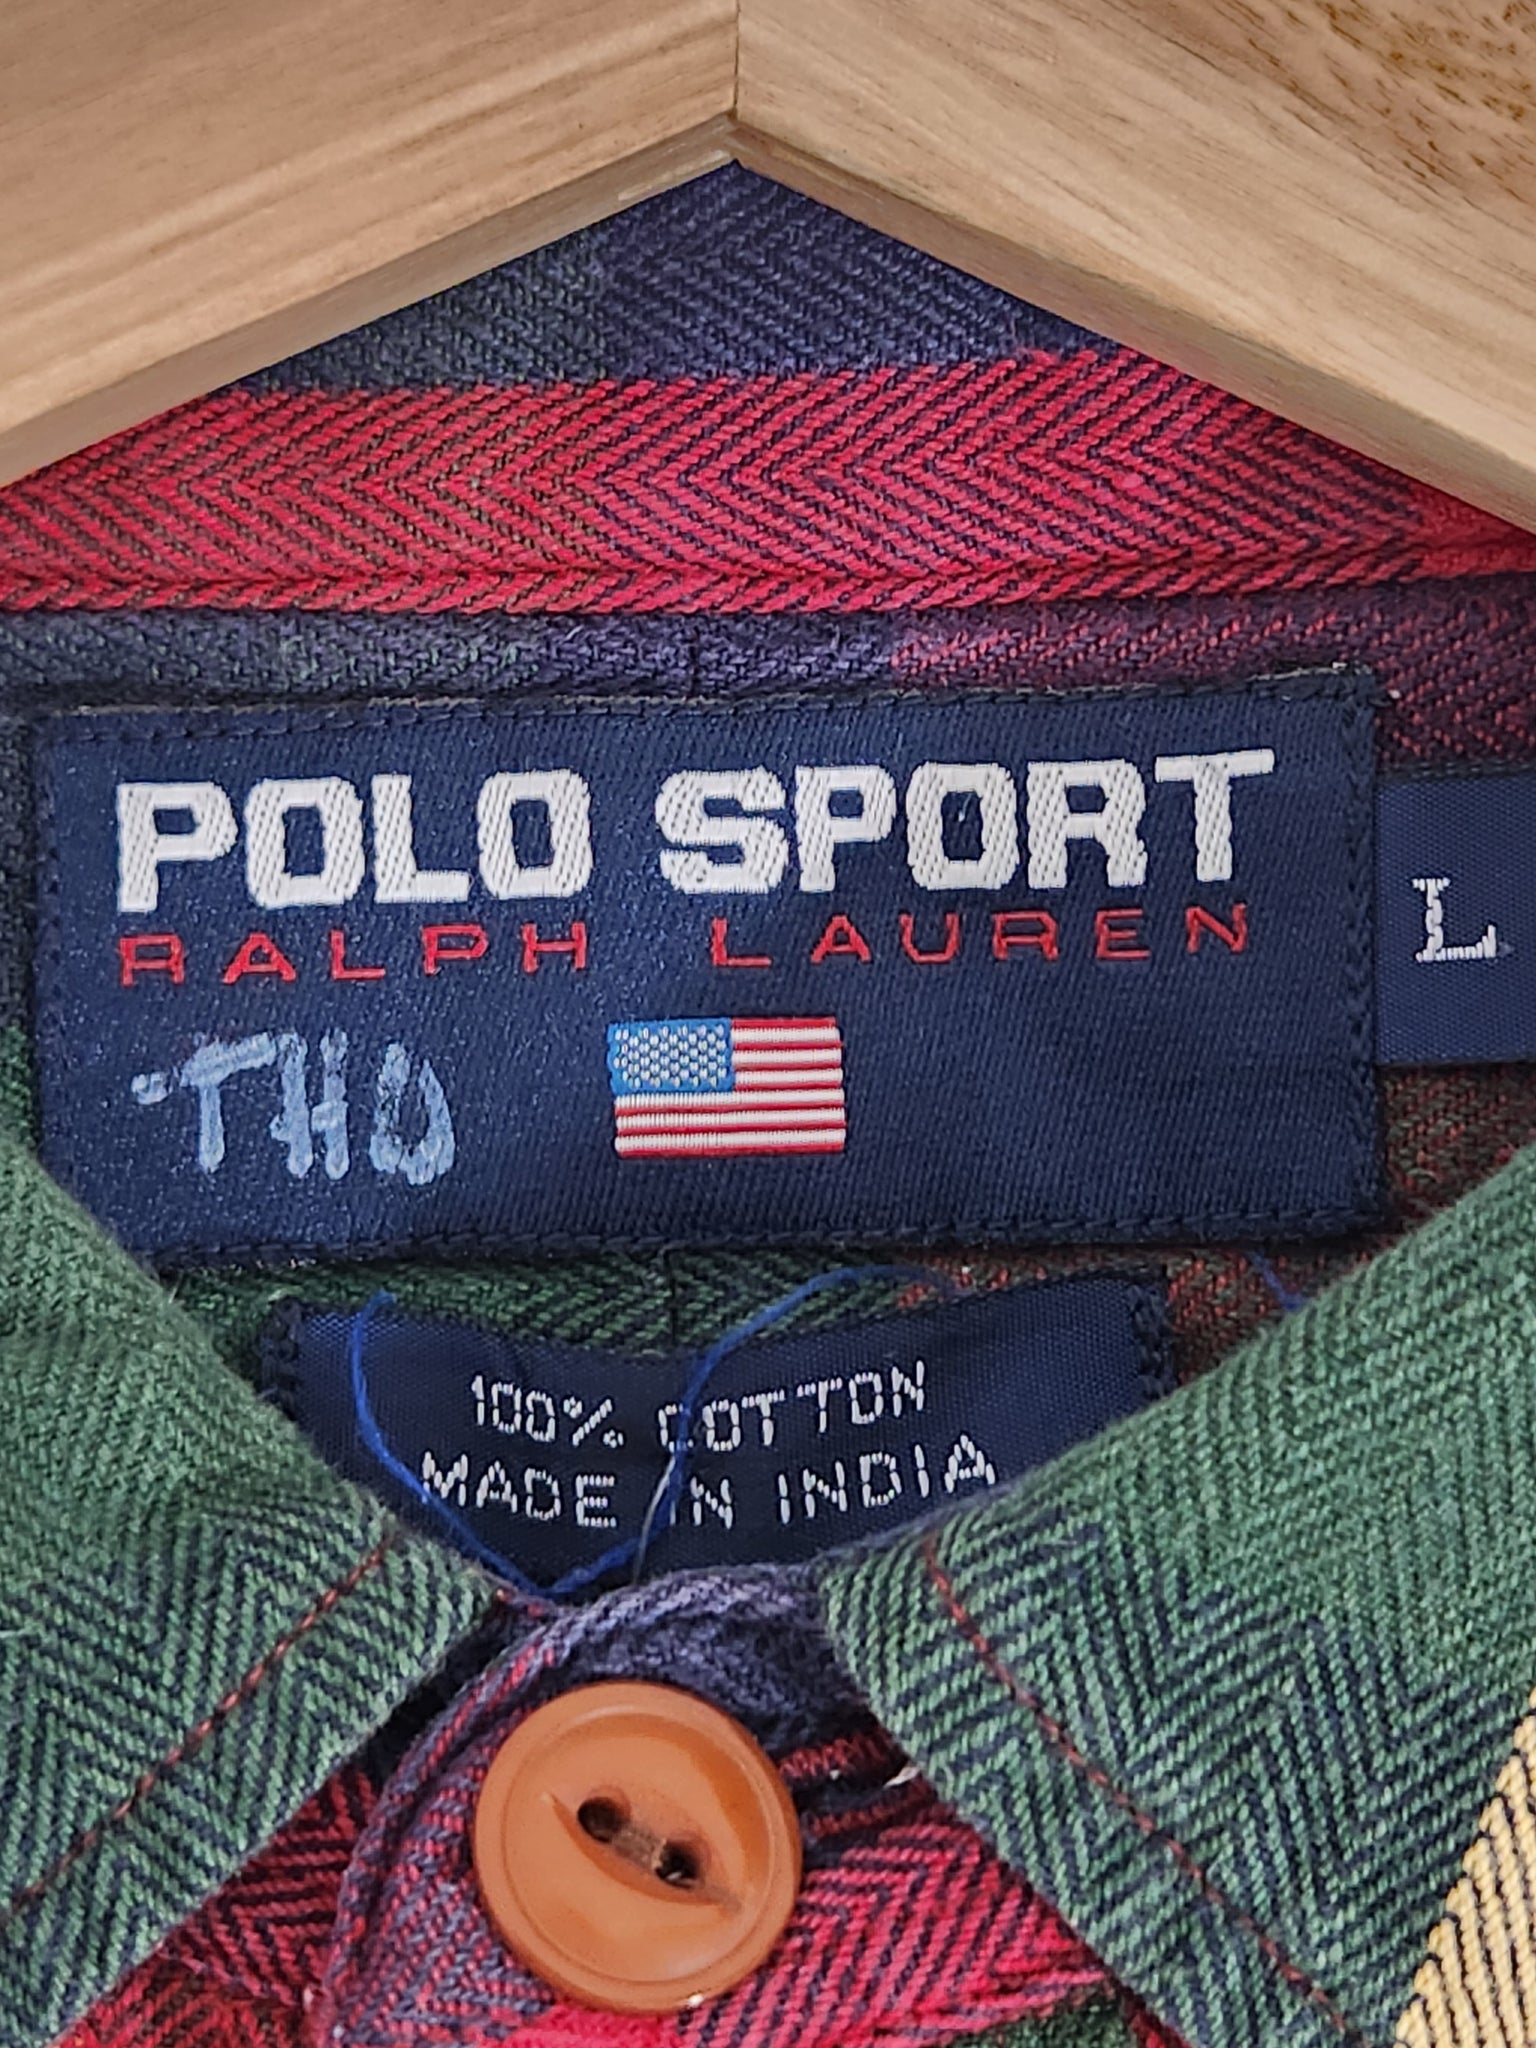 POLO SPORT
RALPH LAUREN
L
THO
100% COTTON
MADE IN INDIA